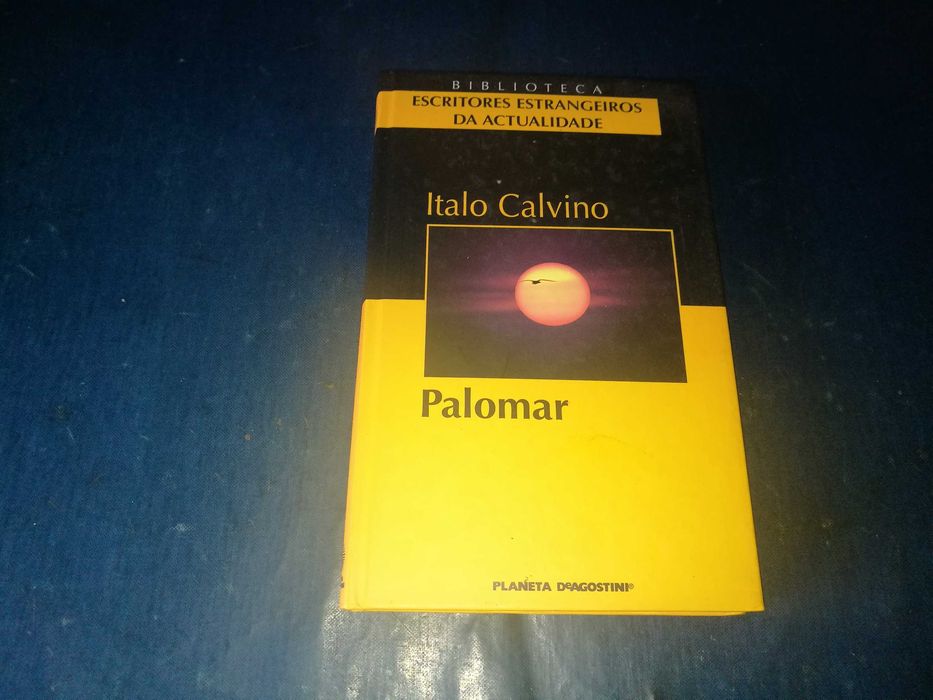 BIBLIOTECA
ESCRITORES ESTRANGEIROS
DA ACTUALIDADE
Italo Calvino
Palomar
PLANETA DeAGOSTINI®